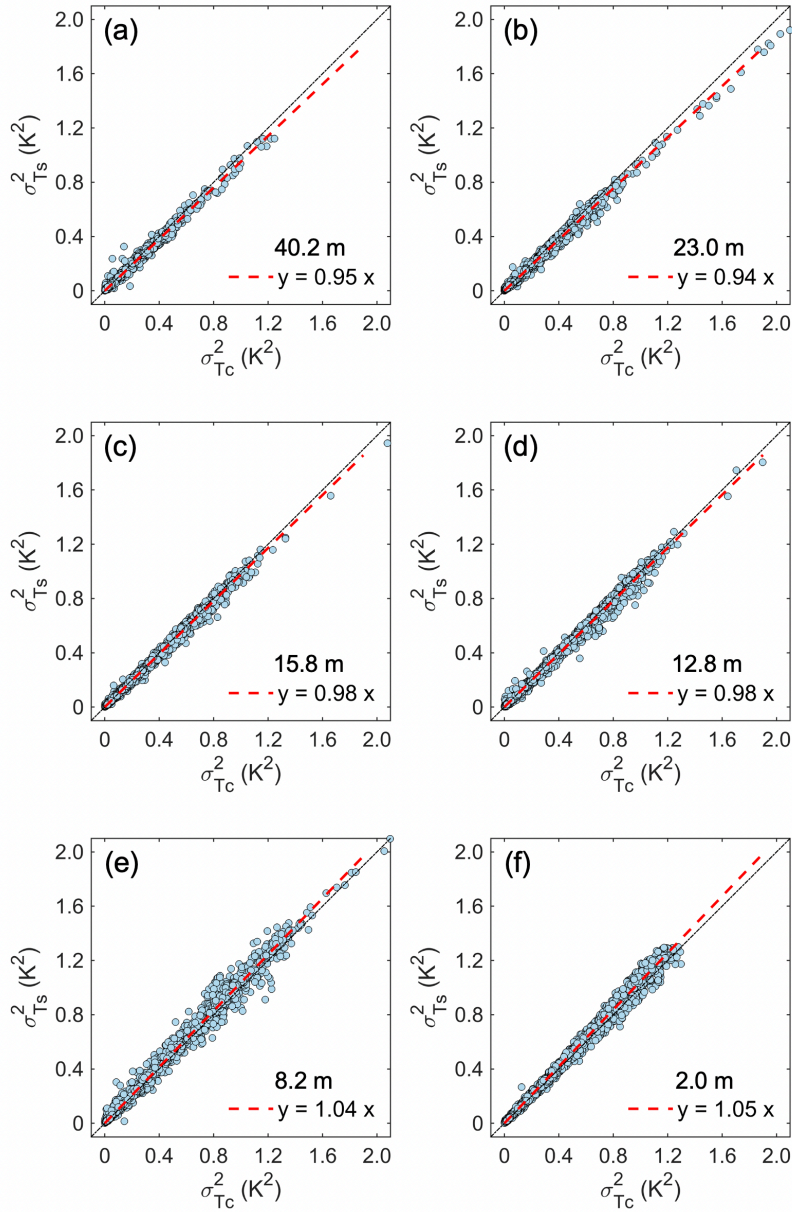 (a)
2.0
1.6
1.2
0.8
0.4
0
σ²Ts (K²)
40.2 m
y = 0.95 x
0 0.4 0.8 1.2 1.6 2.0
σ²Tc (K²)
(b)
2.0
1.6
1.2
0.8
0.4
0
σ²Ts (K²)
23.0 m
y = 0.94 x
0 0.4 0.8 1.2 1.6 2.0
σ²Tc (K²)
(c)
2.0
1.6
1.2
0.8
0.4
0
σ²Ts (K²)
15.8 m
y = 0.98 x
0 0.4 0.8 1.2 1.6 2.0
σ²Tc (K²)
(d)
2.0
1.6
1.2
0.8
0.4
0
σ²Ts (K²)
12.8 m
y = 0.98 x
0 0.4 0.8 1.2 1.6 2.0
σ²Tc (K²)
(e)
2.0
1.6
1.2
0.8
0.4
0
σ²Ts (K²)
8.2 m
y = 1.04 x
0 0.4 0.8 1.2 1.6 2.0
σ²Tc (K²)
(f)
2.0
1.6
1.2
0.8
0.4
0
σ²Ts (K²)
2.0 m
y = 1.05 x
0 0.4 0.8 1.2 1.6 2.0
σ²Tc (K²)